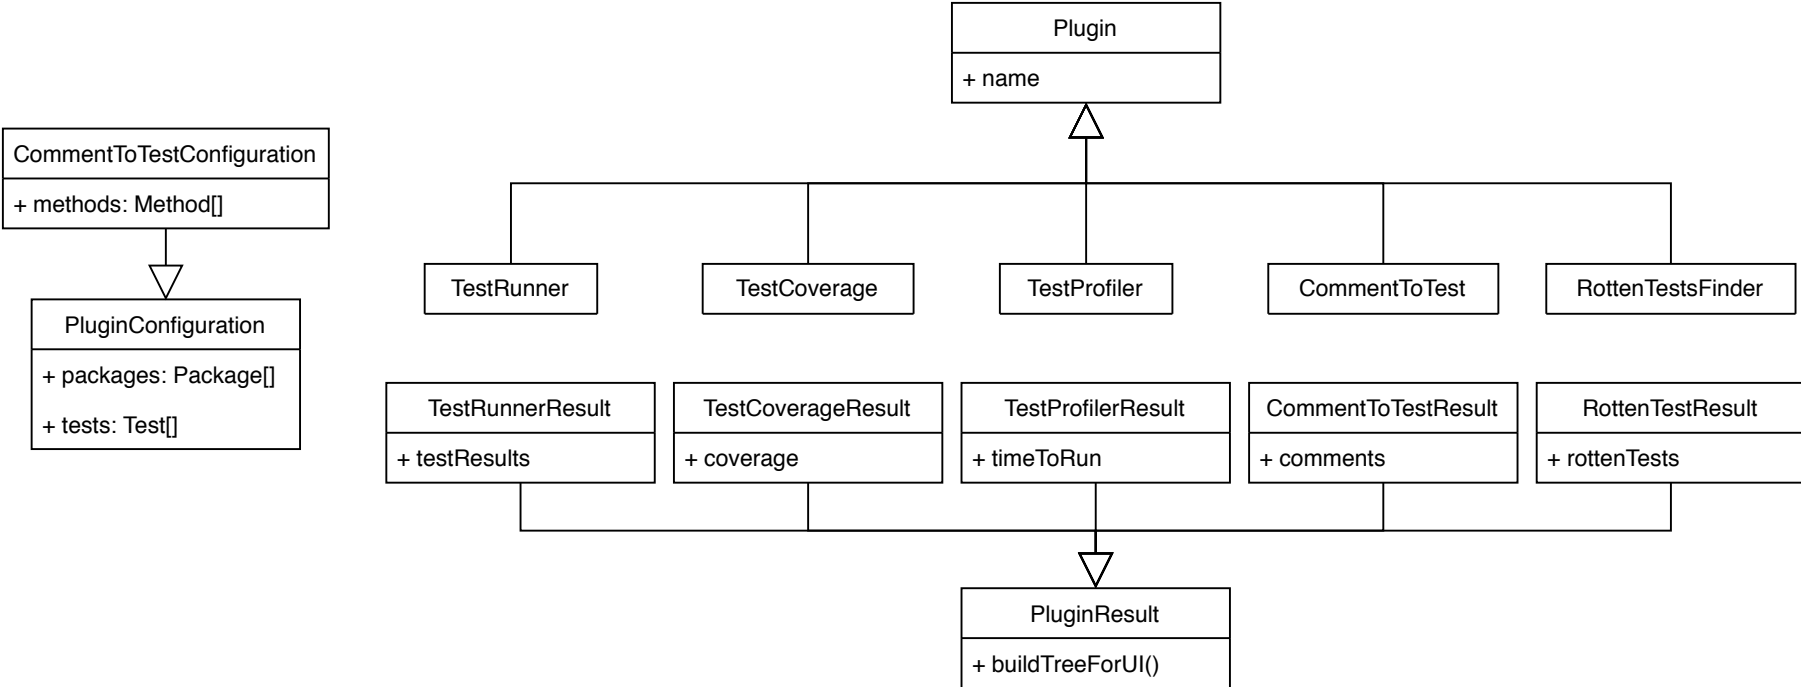 Plugin
+ name
CommentToTestConfiguration
+ methods: Method[]
PluginConfiguration
+ packages: Package[]
+ tests: Test[]
TestRunner
TestCoverage
TestProfiler
CommentToTest
RottenTestsFinder
TestRunnerResult
+ testResults
TestCoverageResult
+ coverage
TestProfilerResult
+ timeToRun
CommentToTestResult
+ comments
RottenTestResult
+ rottenTests
PluginResult
+ buildTreeForUI()